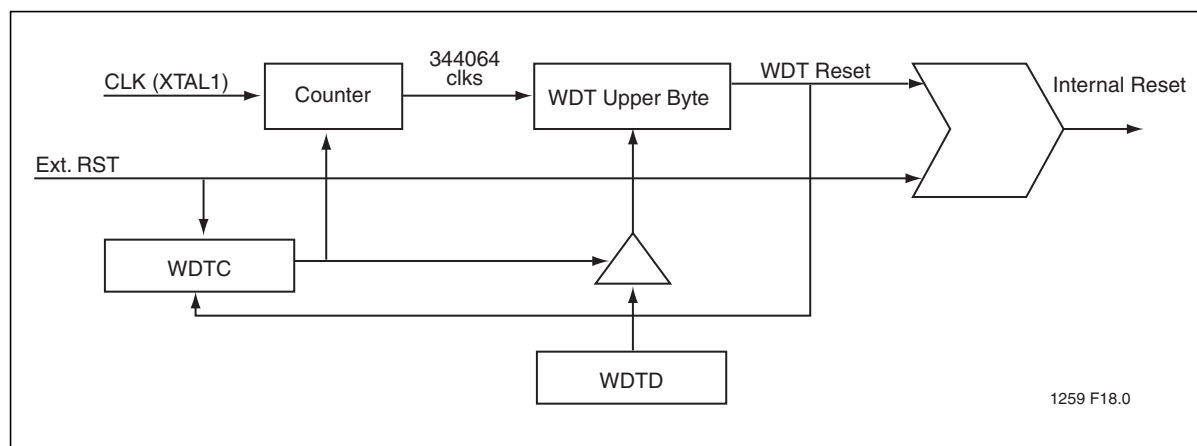 344064
clks
CLK (XTAL1)
Counter
WDT Upper Byte
WDT Reset
Internal Reset
Ext. RST
WDTC
WDTD
1259 F18.0